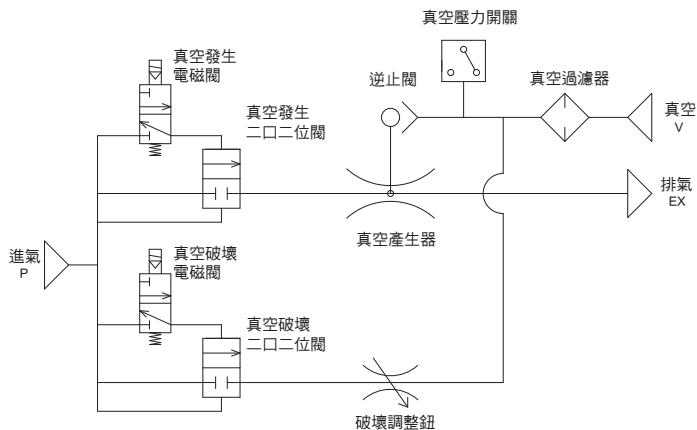 真空壓力開關
真空發生
電磁閥
逆止閥
真空過濾器
真空
V
真空發生
二口二位閥
排氣
EX
真空產生器
進氣
P
真空破壞
電磁閥
真空破壞
二口二位閥
破壞調整鈕